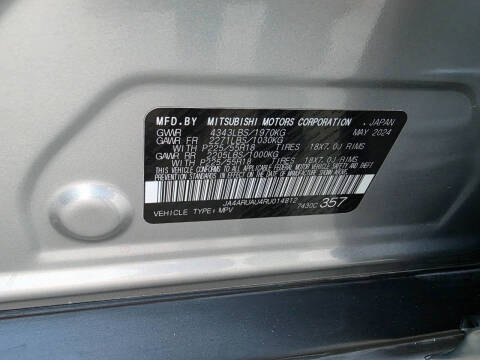 MFD.BY MITSUBISHI MOTORS CORPORATION . JAPAN
GVWR 4343LBS/1970KG MAY 2024
GAWR FR 2271LBS/1030KG
WITH P225/55R18 TIRES 18X7.0J RIMS
GAWR RR 2205LBS/1000KG
WITH P225/55R18 TIRES 18X7.0J RIMS
THIS VEHICLE CONFORMS TO ALL APPLICABLE FEDERAL MOTOR VEHICLE SAFETY AND THEFT
PREVENTION STANDARDS IN EFFECT ON THE DATE OF MANUFACTURE SHOWN ABOVE.
JA4ARUAU4RU014812
VEHICLE TYPE: MPV 7430C 357